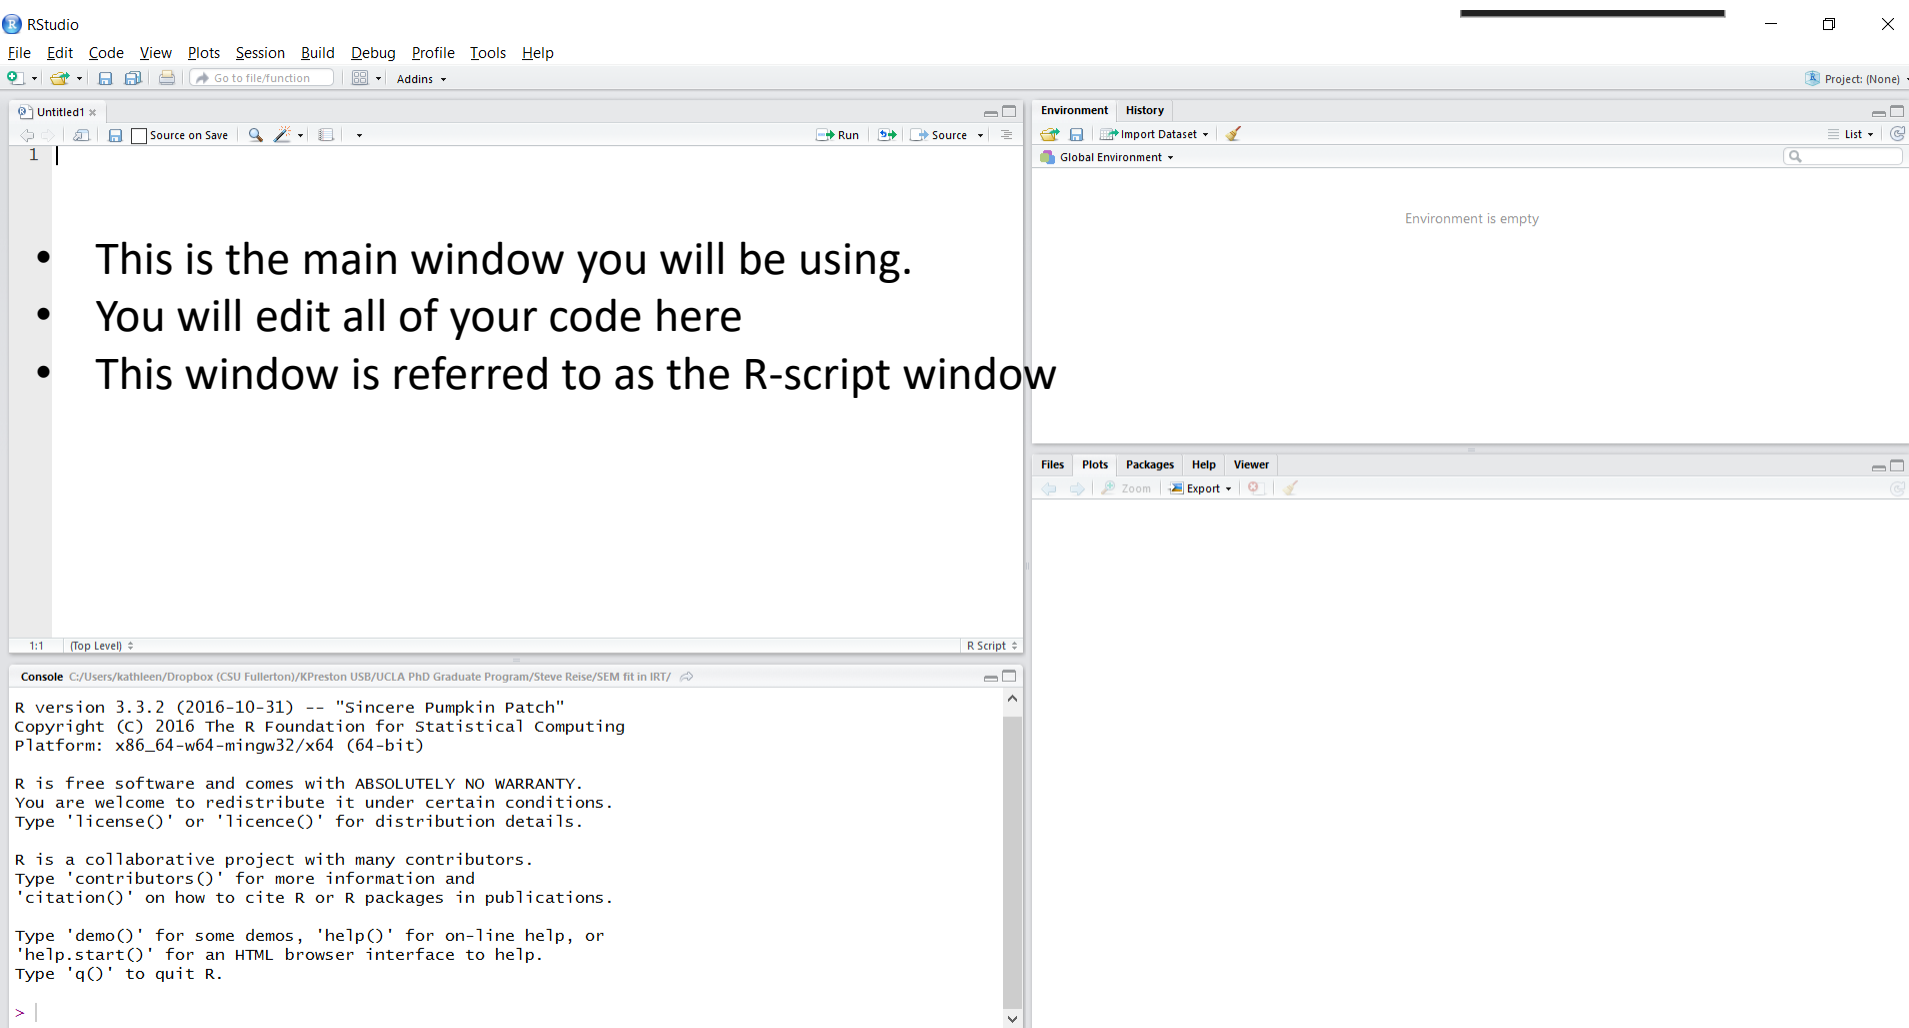 RStudio
File Edit Code View Plots Session Build Debug Profile Tools Help
Go to file/function Addins Project: (None)
Untitled1
Source on Save Run Source
1
• This is the main window you will be using.
• You will edit all of your code here
• This window is referred to as the R-script window
1:1 (Top Level) R Script
Console C:/Users/kathleen/Dropbox (CSU Fullerton)/KPreston USB/UCLA PhD Graduate Program/Steve Reise/SEM fit in IRT/
R version 3.3.2 (2016-10-31) -- "Sincere Pumpkin Patch"
Copyright (C) 2016 The R Foundation for Statistical Computing
Platform: x86_64-w64-mingw32/x64 (64-bit)
R is free software and comes with ABSOLUTELY NO WARRANTY.
You are welcome to redistribute it under certain conditions.
Type 'license()' or 'licence()' for distribution details.
R is a collaborative project with many contributors.
Type 'contributors()' for more information and
'citation()' on how to cite R or R packages in publications.
Type 'demo()' for some demos, 'help()' for on-line help, or
'help.start()' for an HTML browser interface to help.
Type 'q()' to quit R.
>
Environment History
Import Dataset List
Global Environment
Environment is empty
Files Plots Packages Help Viewer
Zoom Export